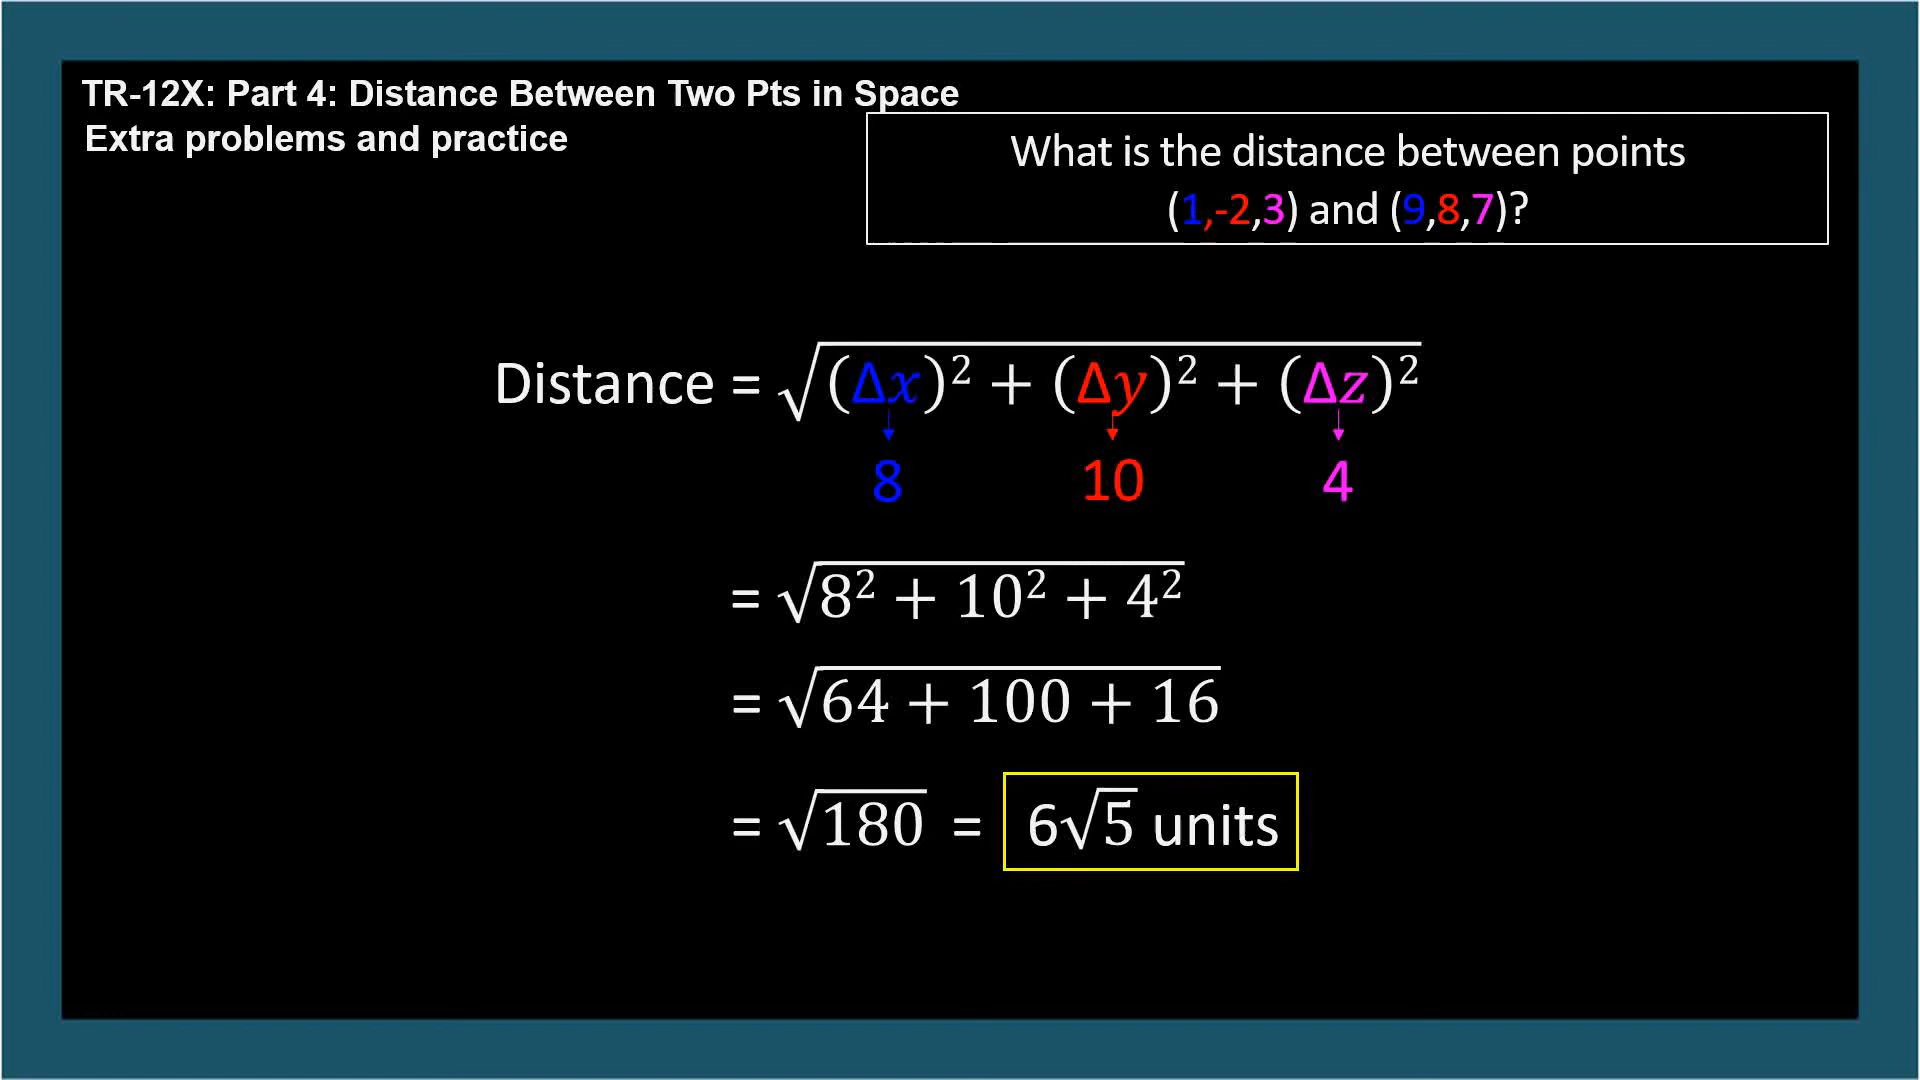 TR-12X: Part 4: Distance Between Two Pts in Space
Extra problems and practice
What is the distance between points
(1,-2,3) and (9,8,7)?
Distance = √(Δx)² + (Δy)² + (Δz)²
8 10 4
= √8² + 10² + 4²
= √64 + 100 + 16
= √180 = 6√5 units